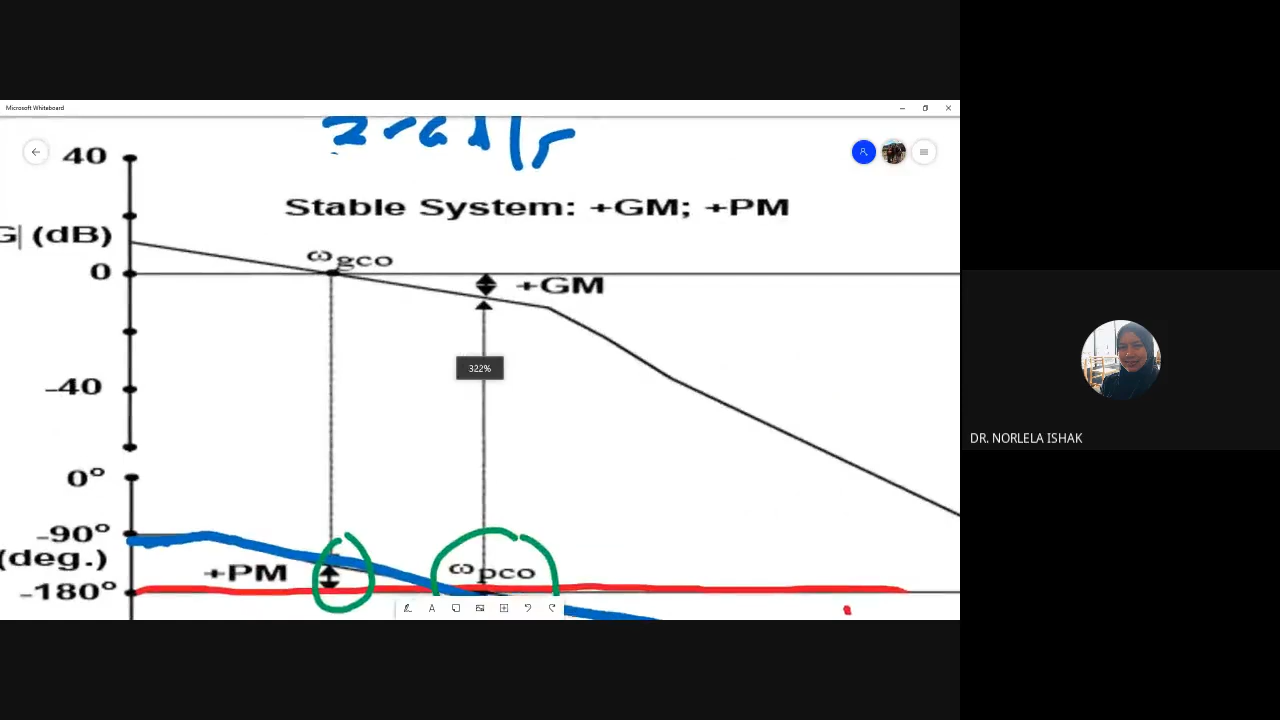 Microsoft Whiteboard
40
Stable System: +GM; +PM
G| (dB)
ωgco
0
+GM
322%
-40
0°
-90°
(deg.)
+PM
ωpco
-180°
A
DR. NORLELA ISHAK